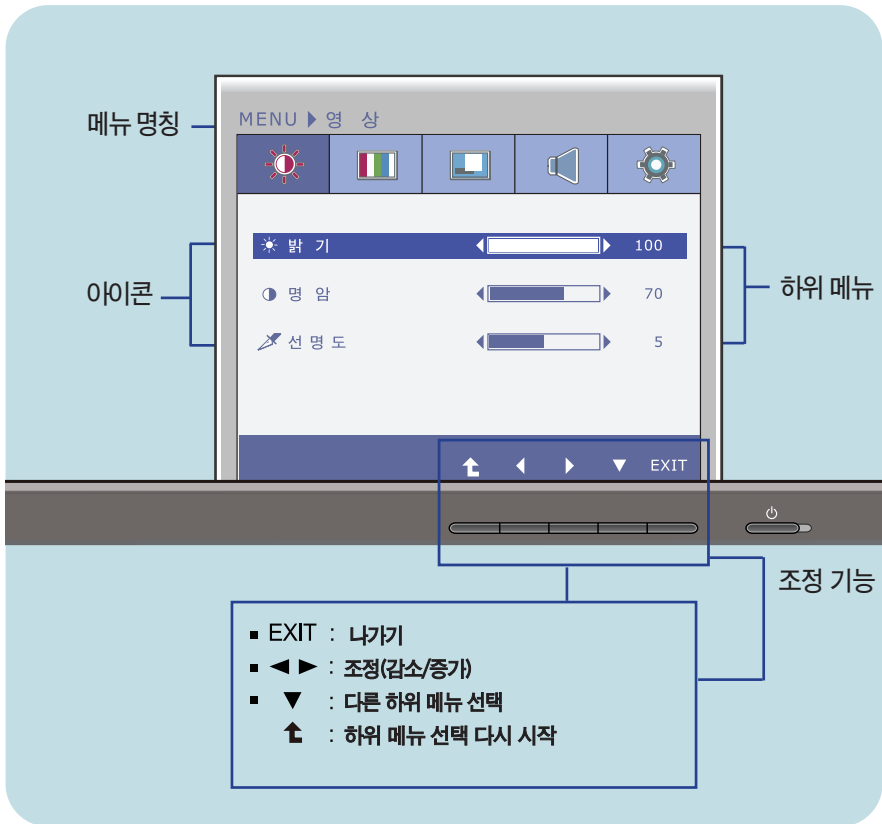 메뉴 명칭
MENU ▶ 영 상
아이콘
밝 기 100
명 암 70
선 명 도 5
하위 메뉴
EXIT
조정 기능
▪ EXIT : 나가기
▪ ◀ ▶ : 조정(감소/증가)
▪ ▼ : 다른 하위 메뉴 선택
: 하위 메뉴 선택 다시 시작